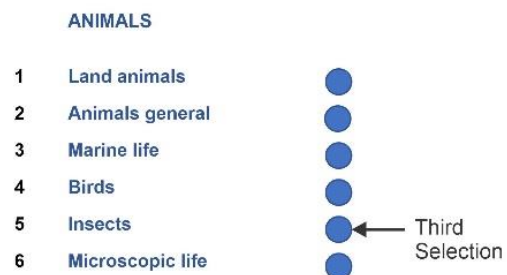 ANIMALS
1 Land animals
2 Animals general
3 Marine life
4 Birds
5 Insects
Third
Selection
6 Microscopic life